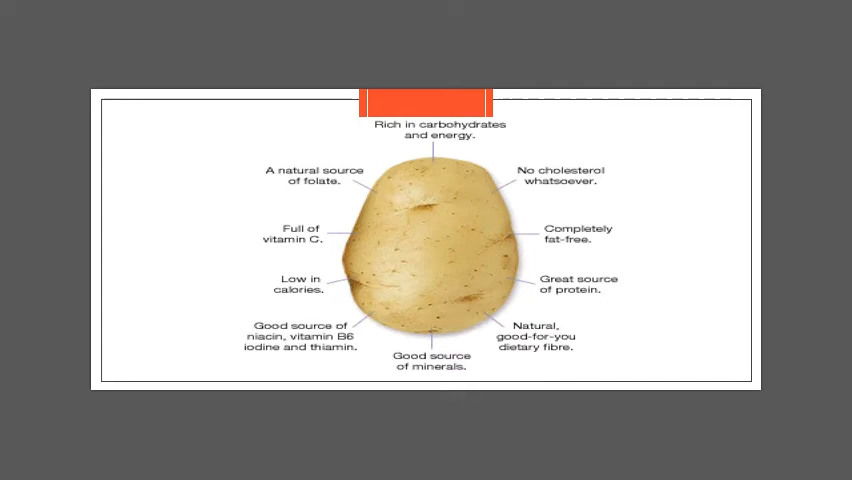 Rich in carbohydrates
and energy.
A natural source
of folate.
No cholesterol
whatsoever.
Full of
vitamin C.
Completely
fat-free.
Low in
calories.
Great source
of protein.
Good source of
niacin, vitamin B6
iodine and thiamin.
Natural,
good-for-you
dietary fibre.
Good source
of minerals.